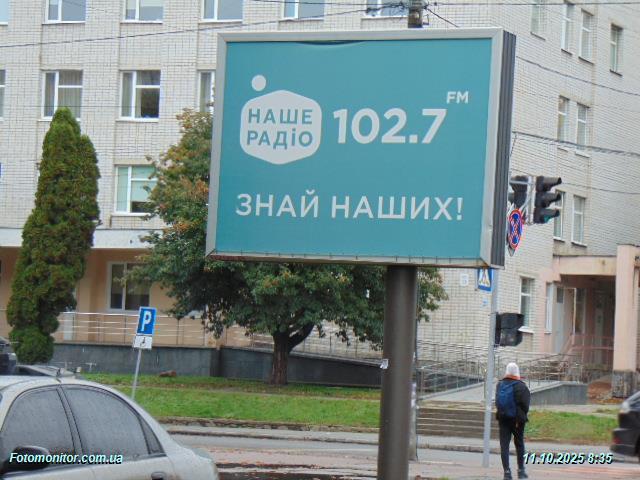 НАШЕ
РАДІО
102.7 FM
ЗНАЙ НАШИХ!
P
Fotomonitor.com.ua
11.10.2025 8:35